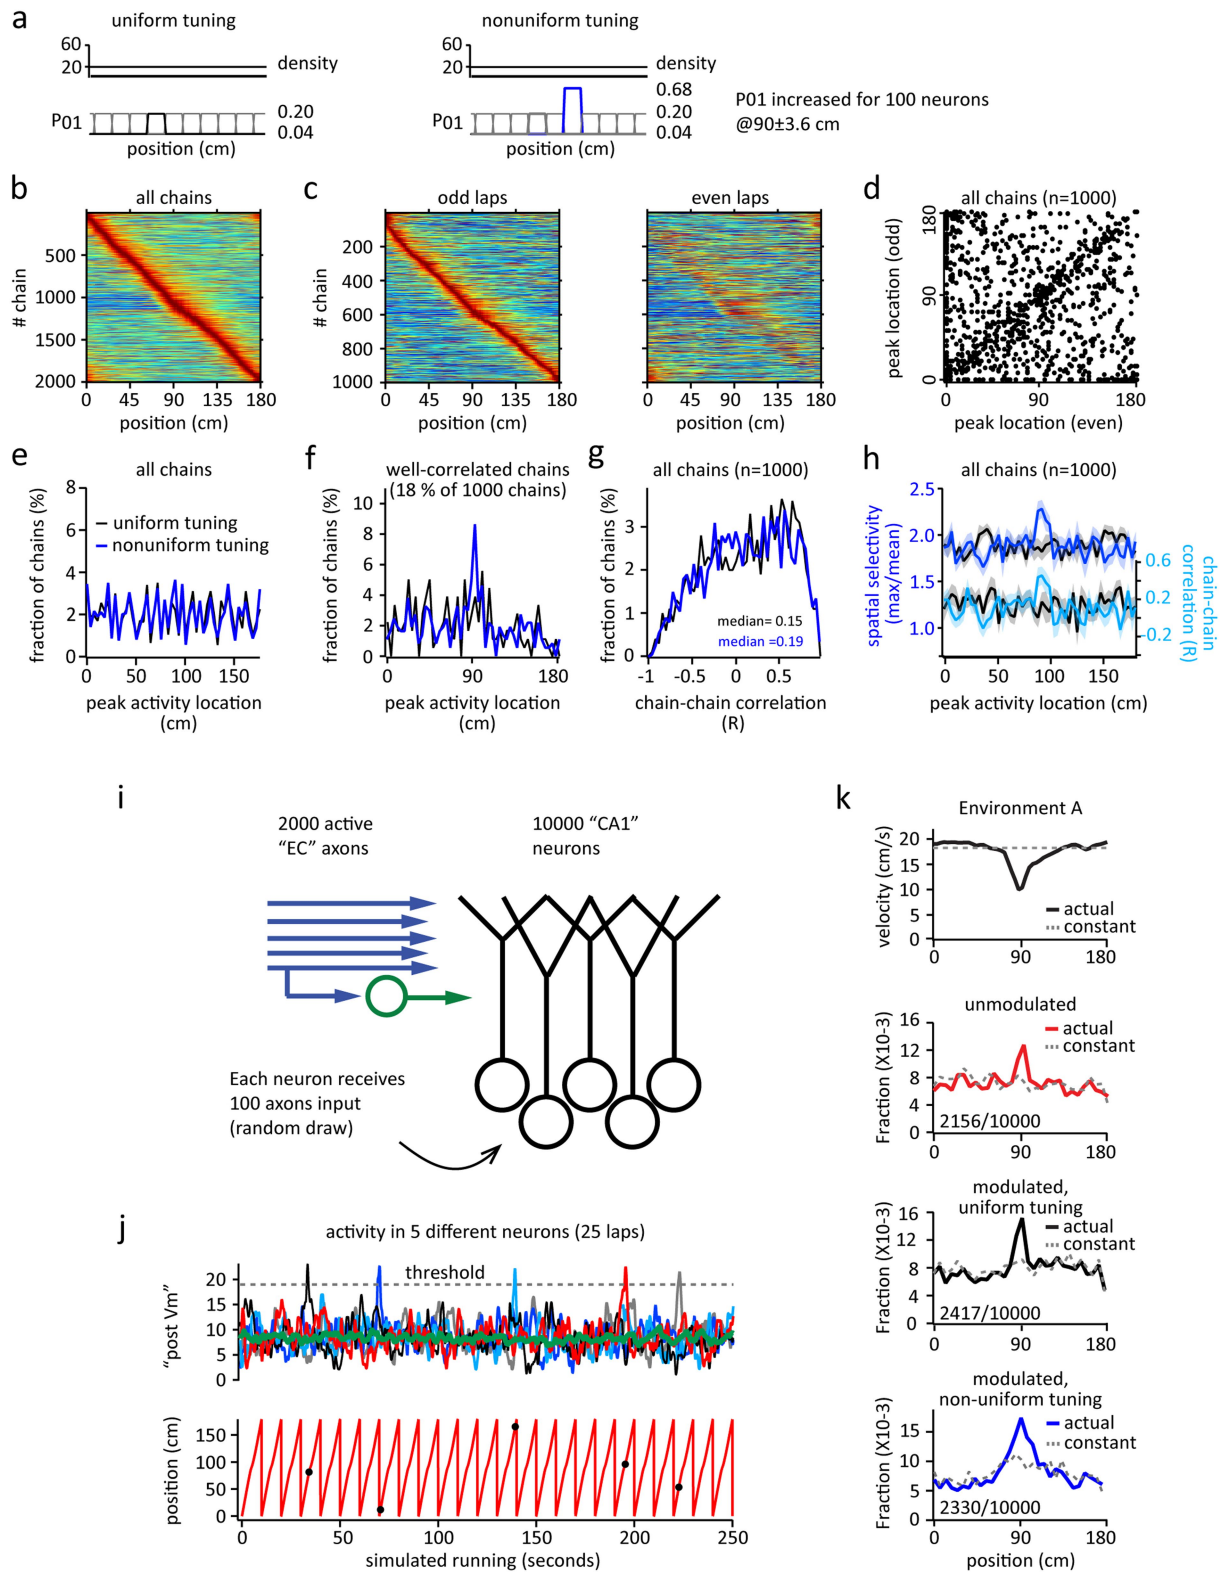 a
uniform tuning
60
20
density
P01
0.20
0.04
position (cm)
nonuniform tuning
60
20
density
0.68
P01
0.20
0.04
position (cm)
P01 increased for 100 neurons
@90±3.6 cm
b
all chains
# chain
500
1000
1500
2000
0 45 90 135 180
position (cm)
c
odd laps
# chain
200
400
600
800
1000
0 45 90 135 180
position (cm)
even laps
0 45 90 135 180
position (cm)
d
all chains (n=1000)
peak location (odd)
180
90
0
0 90 180
peak location (even)
e
all chains
fraction of chains (%)
8
6
4
2
0
uniform tuning
nonuniform tuning
0 50 100 150
peak activity location
(cm)
f
well-correlated chains
(18 % of 1000 chains)
fraction of chains (%)
10
8
6
4
2
0
0 90 180
peak activity location
(cm)
g
all chains (n=1000)
fraction of chains (%)
3
2
1
0
median= 0.15
median =0.19
-1 -0.5 0 0.5
chain-chain correlation
(R)
h
all chains (n=1000)
spatial selectivity
(max/mean)
2.5
2.0
1.5
1.0
0.6
0.2
-0.2
chain-chain
correlation (R)
0 50 100 150
peak activity location (cm)
i
2000 active
"EC" axons
10000 "CA1"
neurons
Each neuron receives
100 axons input
(random draw)
j
activity in 5 different neurons (25 laps)
"post Vm"
20
15
10
5
0
threshold
position (cm)
150
100
50
0
0 50 100 150 200 250
simulated running (seconds)
k
Environment A
velocity (cm/s)
20
15
10
5
0
actual
constant
0 90 180
unmodulated
Fraction (X10-3)
16
12
8
4
0
actual
constant
2156/10000
0 90 180
modulated,
uniform tuning
Fraction (X10-3)
16
12
8
4
0
actual
constant
2417/10000
0 90 180
modulated,
non-uniform tuning
Fraction (X10-3)
15
10
5
0
actual
constant
2330/10000
0 90 180
position (cm)